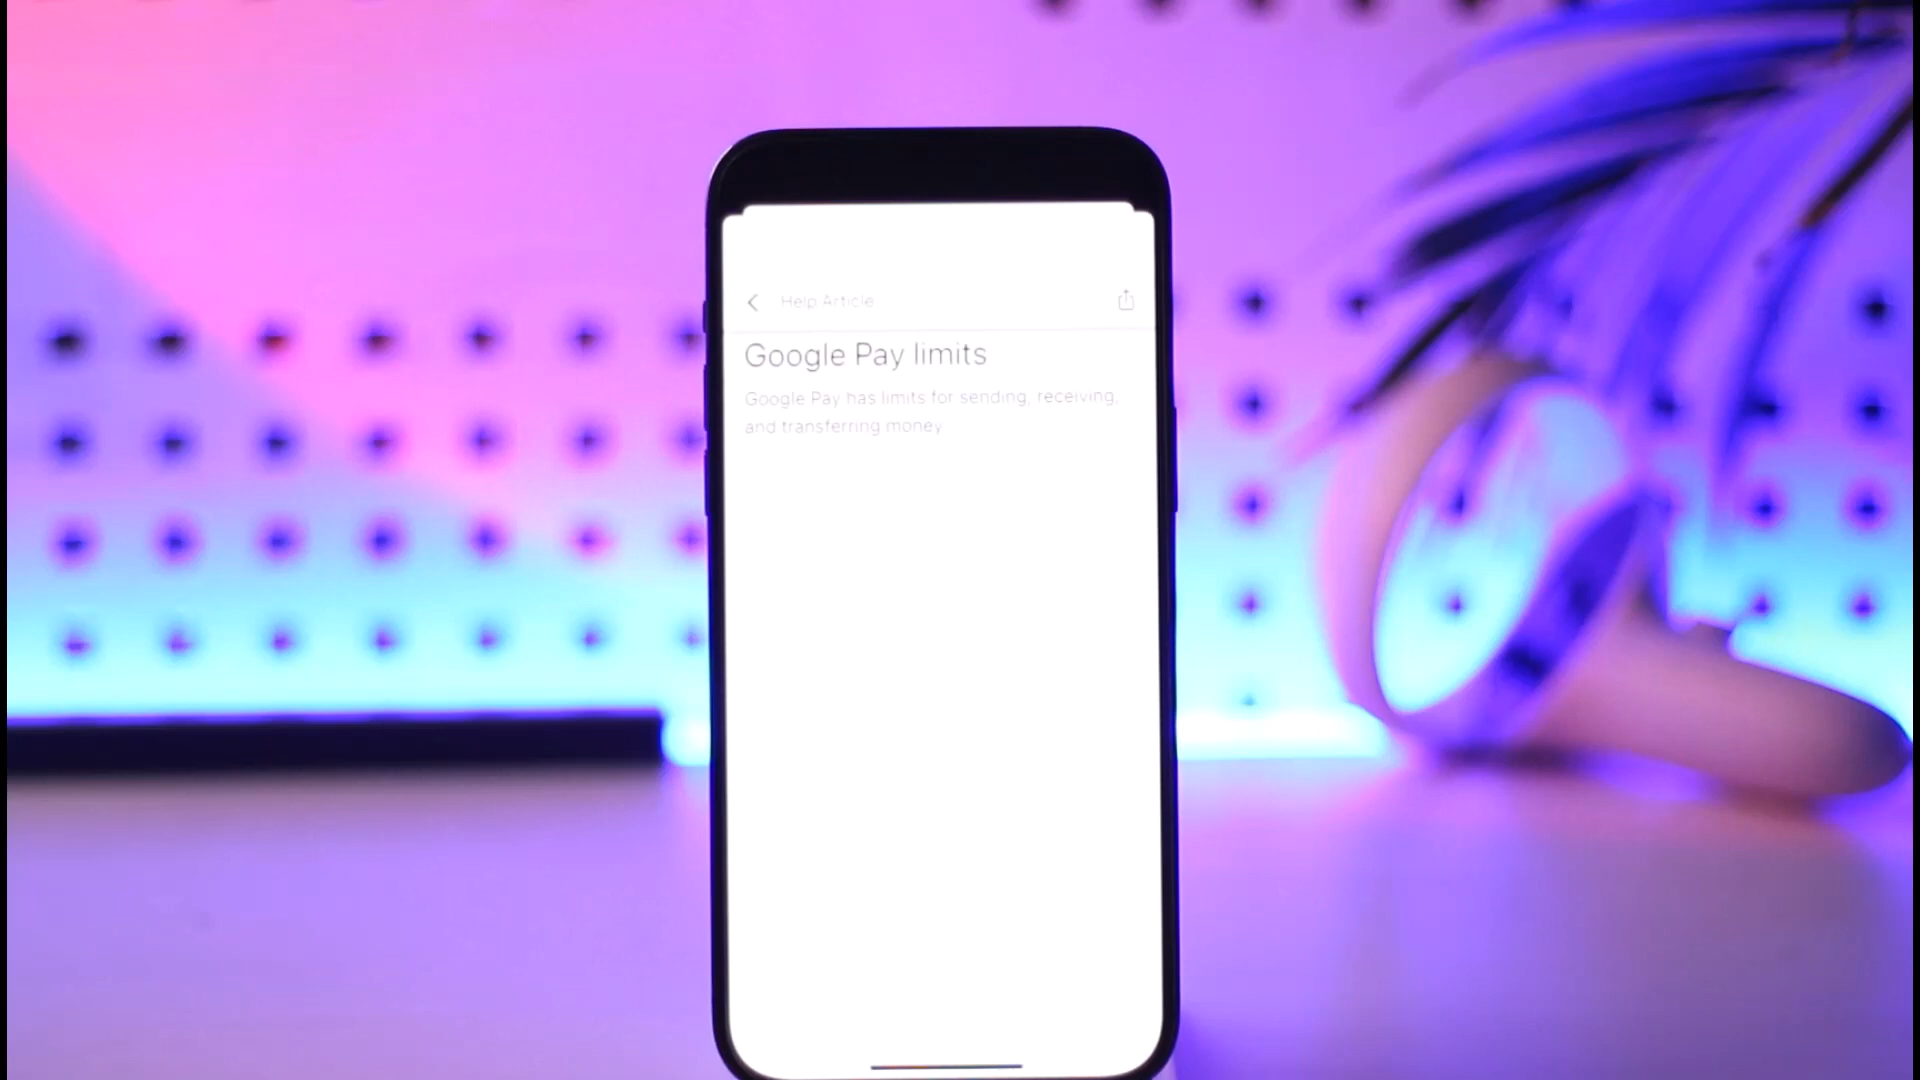 Help Article
Google Pay limits
Google Pay has limits for sending, receiving,
and transferring money